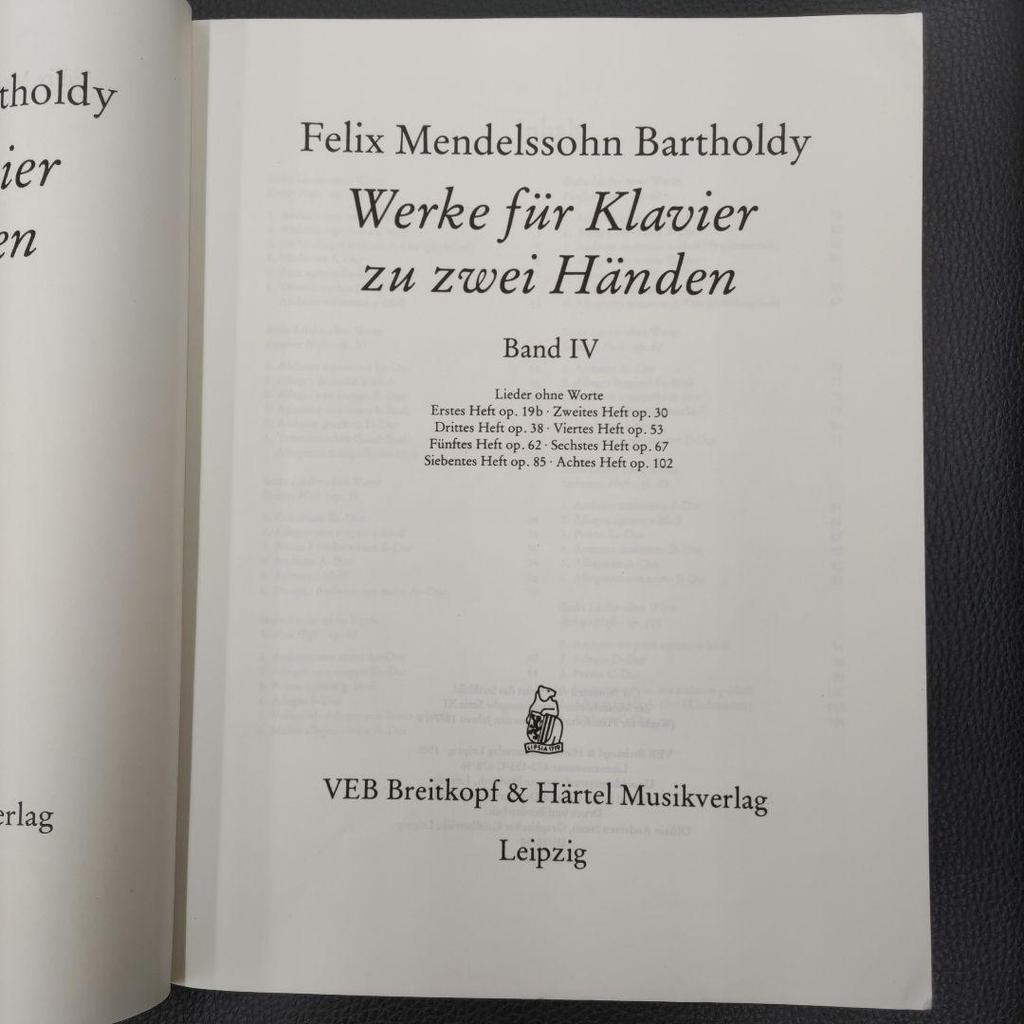 tholdy
ier
en
erlag
Felix Mendelssohn Bartholdy
Werke für Klavier
zu zwei Händen
Band IV
Lieder ohne Worte
Erstes Heft op. 19b · Zweites Heft op. 30
Drittes Heft op. 38 · Viertes Heft op. 53
Fünftes Heft op. 62 · Sechstes Heft op. 67
Siebentes Heft op. 85 · Achtes Heft op. 102
LIPSIA 1719
VEB Breitkopf & Härtel Musikverlag
Leipzig